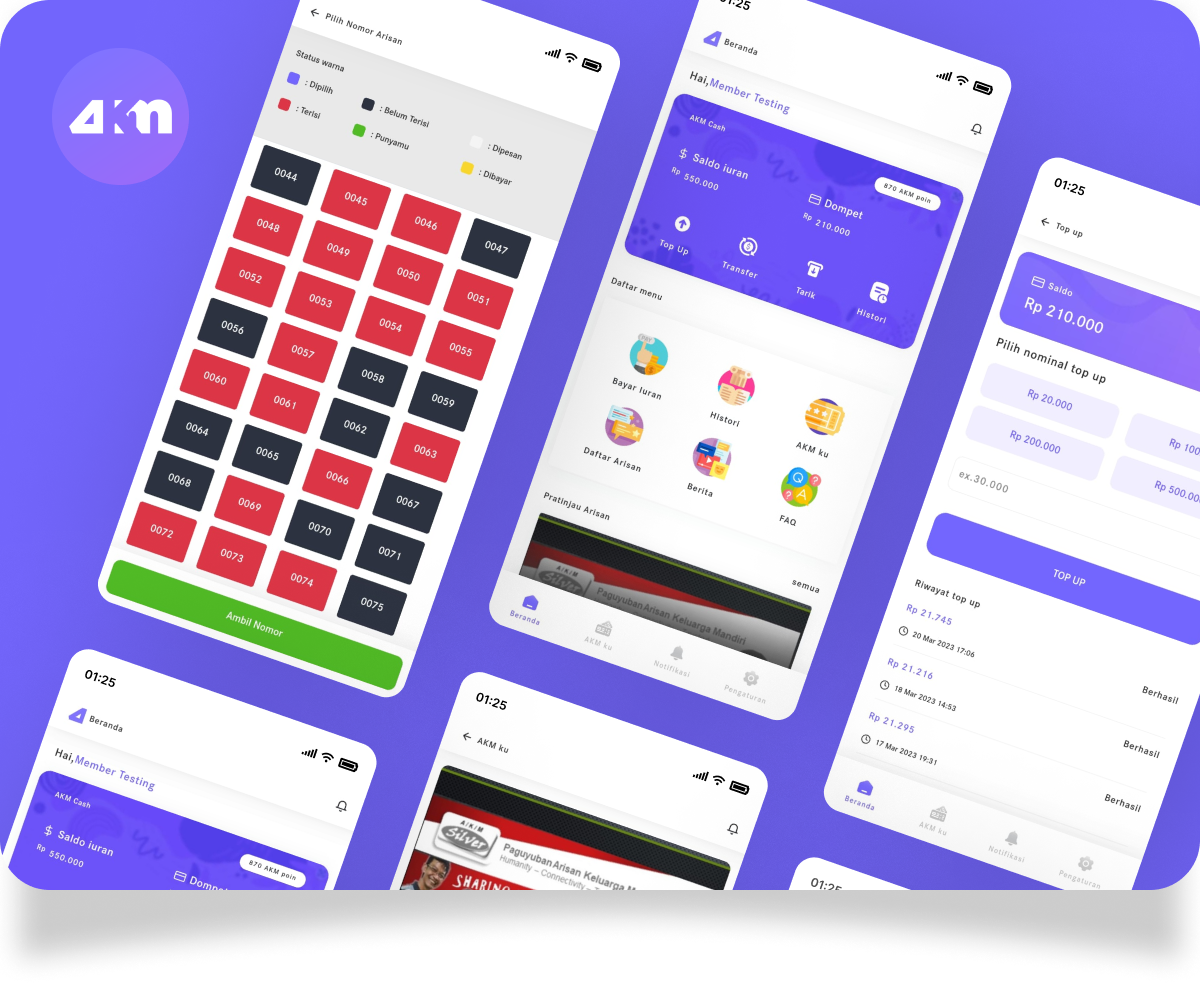 AKM
Pilih Nomor Arisan
Status warna
: Dipilih
: Belum Terisi
: Dipesan
: Terisi
: Punyamu
: Dibayar
0044
0045
0046
0047
0048
0049
0050
0051
0052
0053
0054
0055
0056
0057
0058
0059
0060
0061
0062
0063
0064
0065
0066
0067
0068
0069
0070
0071
0072
0073
0074
0075
Ambil Nomor
01:25
Beranda
Hai,Member Testing
AKM Cash
870 AKM poin
$ Saldo iuran
Rp 550.000
Dompet
Rp 210.000
Top Up
Transfer
Tarik
Histori
Daftar menu
Bayar Iuran
Histori
AKM ku
Daftar Arisan
Berita
FAQ
Pratinjau Arisan
semua
A/K/M
Silver
Paguyuban Arisan Keluarga Mandiri
Beranda
AKM ku
Notifikasi
Pengaturan
01:25
Top up
Saldo
Rp 210.000
Pilih nominal top up
Rp 20.000
Rp 100
Rp 200.000
Rp 500.00
ex.30.000
TOP UP
Riwayat top up
Rp 21.745
20 Mar 2023 17:06
Berhasil
Rp 21.216
18 Mar 2023 14:53
Berhasil
Rp 21.295
17 Mar 2023 19:31
Berhasil
Beranda
AKM ku
Notifikasi
Pengaturan
01:25
Beranda
Hai,Member Testing
AKM Cash
870 AKM poin
$ Saldo iuran
Rp 550.000
Dompet
01:25
AKM ku
A/K/M
Silver
Paguyuban Arisan Keluarga M
Humanity – Connectivity –
SHARING
01:25